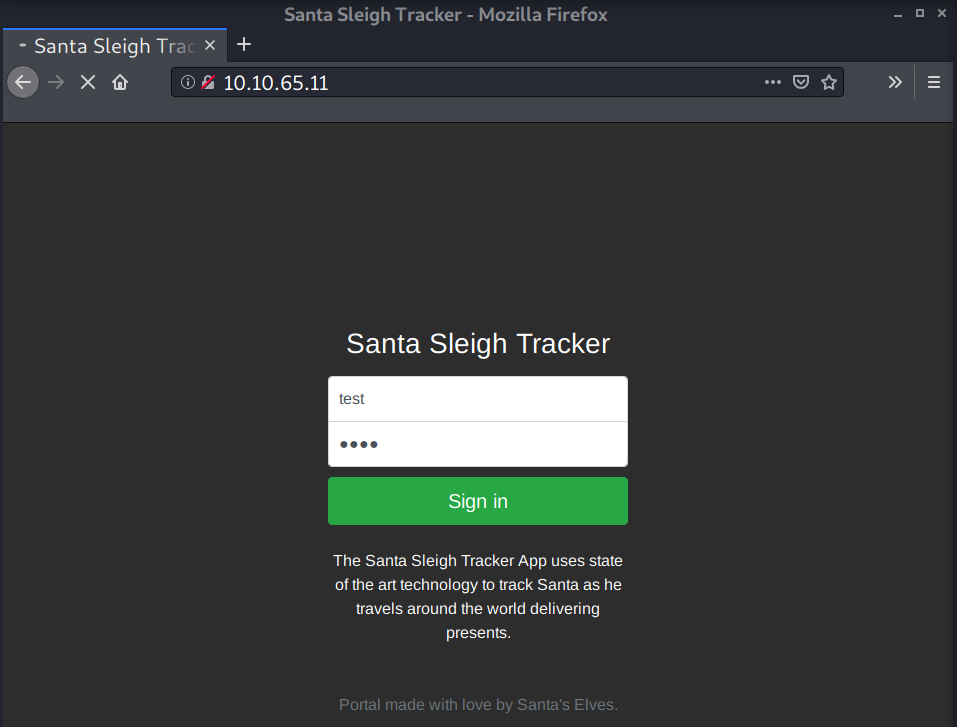 Santa Sleigh Tracker - Mozilla Firefox
Santa Sleigh Trac
10.10.65.11
Santa Sleigh Tracker
test
••••
Sign in
The Santa Sleigh Tracker App uses state
of the art technology to track Santa as he
travels around the world delivering
presents.
Portal made with love by Santa's Elves.